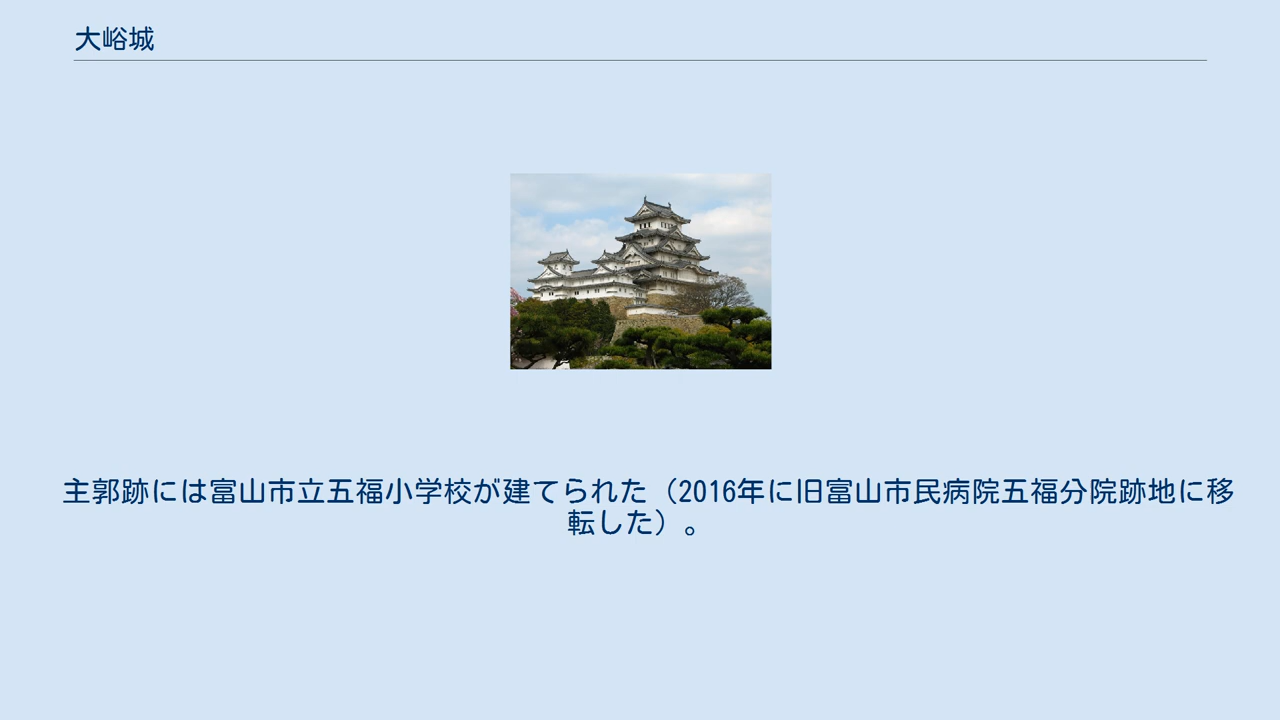 大峪城
主郭跡には富山市立五福小学校が建てられた（2016年に旧富山市民病院五福分院跡地に移
転した）。